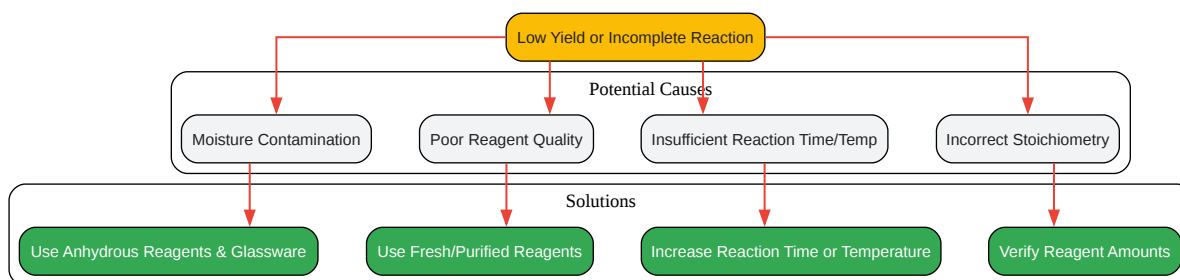 Low Yield or Incomplete Reaction
Potential Causes
Moisture Contamination
Poor Reagent Quality
Insufficient Reaction Time/Temp
Incorrect Stoichiometry
Solutions
Use Anhydrous Reagents & Glassware
Use Fresh/Purified Reagents
Increase Reaction Time or Temperature
Verify Reagent Amounts